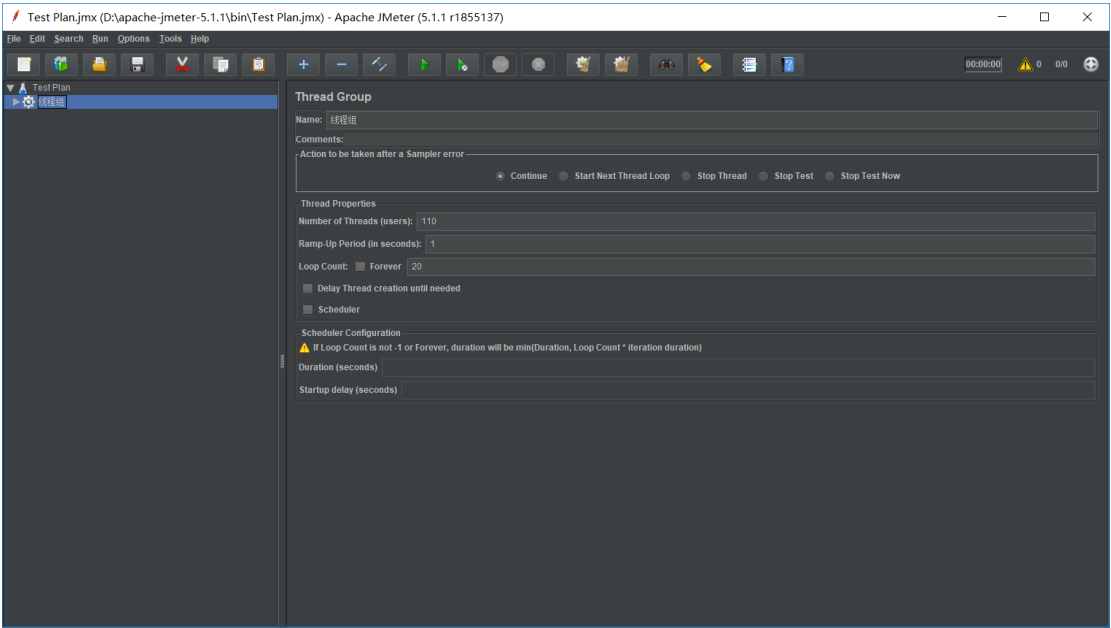 Test Plan.jmx (D:\apache-jmeter-5.1.1\bin\Test Plan.jmx) - Apache JMeter (5.1.1 r1855137)
File Edit Search Run Options Tools Help
00:00:00 0 0/0
Test Plan
线程组
Thread Group
Name: 线程组
Comments:
Action to be taken after a Sampler error
Continue Start Next Thread Loop Stop Thread Stop Test Stop Test Now
Thread Properties
Number of Threads (users): 110
Ramp-Up Period (in seconds): 1
Loop Count: Forever 20
Delay Thread creation until needed
Scheduler
Scheduler Configuration
If Loop Count is not -1 or Forever, duration will be min(Duration, Loop Count * iteration duration)
Duration (seconds)
Startup delay (seconds)